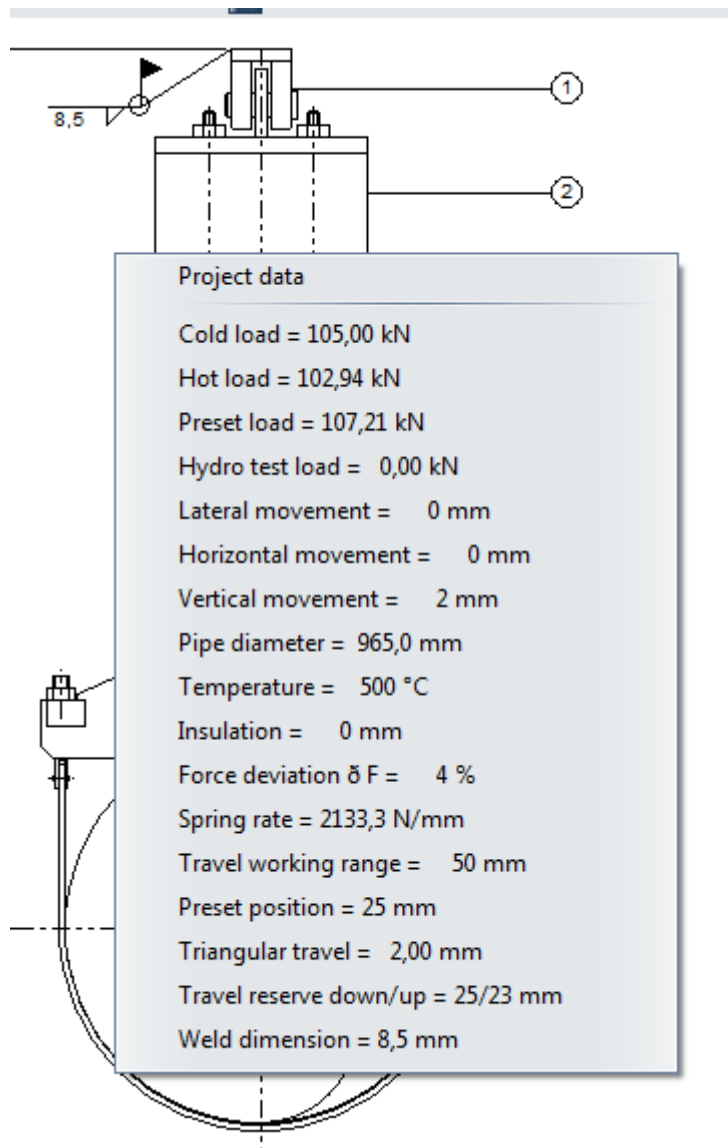 1
8,5
2
Project data
Cold load = 105,00 kN
Hot load = 102,94 kN
Preset load = 107,21 kN
Hydro test load = 0,00 kN
Lateral movement = 0 mm
Horizontal movement = 0 mm
Vertical movement = 2 mm
Pipe diameter = 965,0 mm
Temperature = 500 °C
Insulation = 0 mm
Force deviation ð F = 4 %
Spring rate = 2133,3 N/mm
Travel working range = 50 mm
Preset position = 25 mm
Triangular travel = 2,00 mm
Travel reserve down/up = 25/23 mm
Weld dimension = 8,5 mm